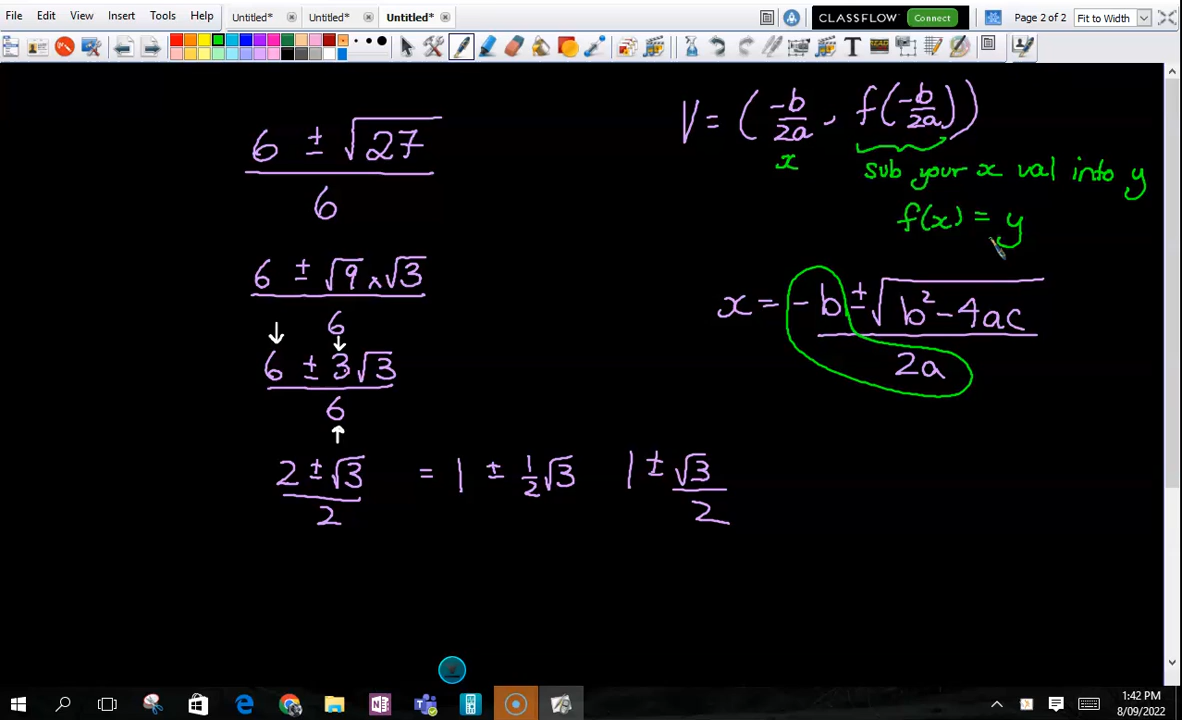 File Edit View Insert Tools Help Untitled* Untitled* Untitled* CLASSFLOW Connect Page 2 of 2 Fit to Width
V = (-b/2a, f(-b/2a))
x
sub your x val into y
f(x) = y
x = -b ± √b² - 4ac / 2a
6 ± √27 / 6
6 ± √9 × √3 / 6
6 ± 3√3 / 6
2 ± √3 / 2 = 1 ± 1/2 √3 1 ± √3 / 2
1:42 PM
8/09/2022